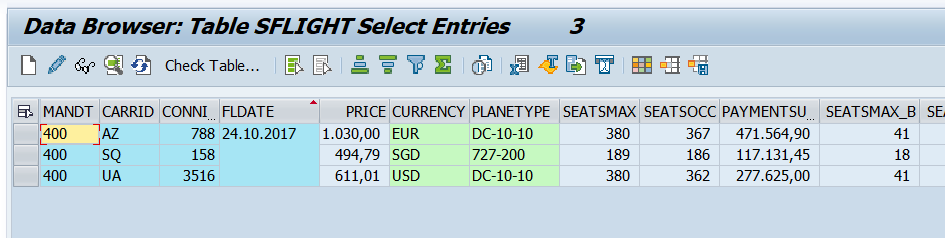 Data Browser: Table SFLIGHT Select Entries 3
Check Table...
MANDT CARRID CONNI... FLDATE PRICE CURRENCY PLANETYPE SEATSMAX SEATSOCC PAYMENTSU... SEATSMAX_B SEA
400 AZ 788 24.10.2017 1.030,00 EUR DC-10-10 380 367 471.564,90 41
400 SQ 158 494,79 SGD 727-200 189 186 117.131,45 18
400 UA 3516 611,01 USD DC-10-10 380 362 277.625,00 41